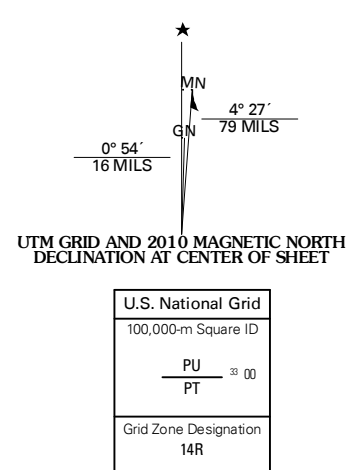 ★
MN
4° 27´
79 MILS
GN
0° 54´
16 MILS
UTM GRID AND 2010 MAGNETIC NORTH
DECLINATION AT CENTER OF SHEET
U.S. National Grid
100,000-m Square ID
PU
33 00
PT
Grid Zone Designation
14R